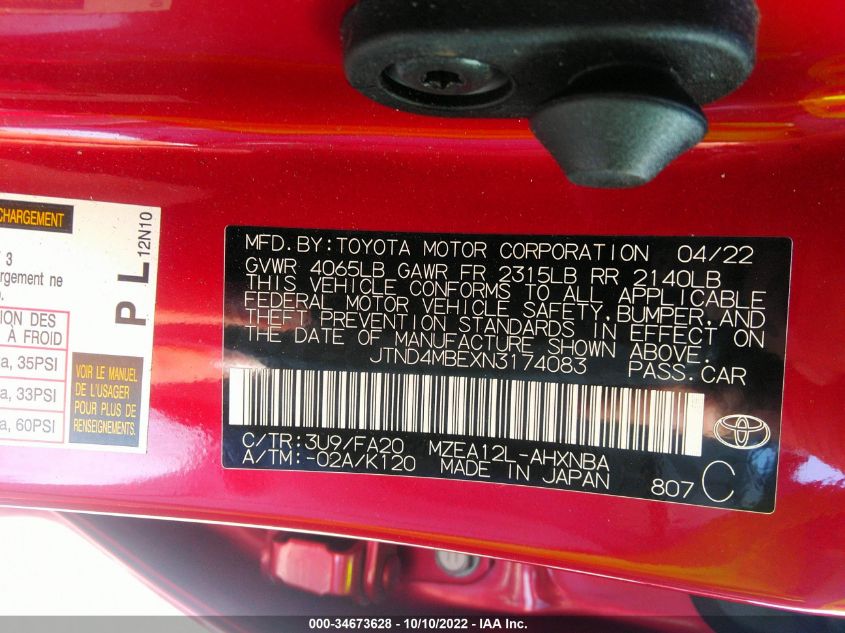 CHARGEMENT
3
argement ne
ION DES
À FROID
a, 35PSI
a, 33PSI
a, 60PSI
P L
12N10
VOIR LE MANUEL
DE L'USAGER
POUR PLUS DE
RENSEIGNEMENTS.
MFD.BY:TOYOTA MOTOR CORPORATION 04/22
GVWR 4065LB GAWR FR 2315LB RR 2140LB
THIS VEHICLE CONFORMS TO ALL APPLICABLE
FEDERAL MOTOR VEHICLE SAFETY,BUMPER,AND
THEFT PREVENTION STANDARDS IN EFFECT ON
THE DATE OF MANUFACTURE SHOWN ABOVE.
JTND4MBEXN3174083 PASS.CAR
C/TR:3U9/FA20 MZEA12L-AHXNBA
A/TM:-02A/K120 MADE IN JAPAN
807 C
000-34673628 - 10/10/2022 - IAA Inc.